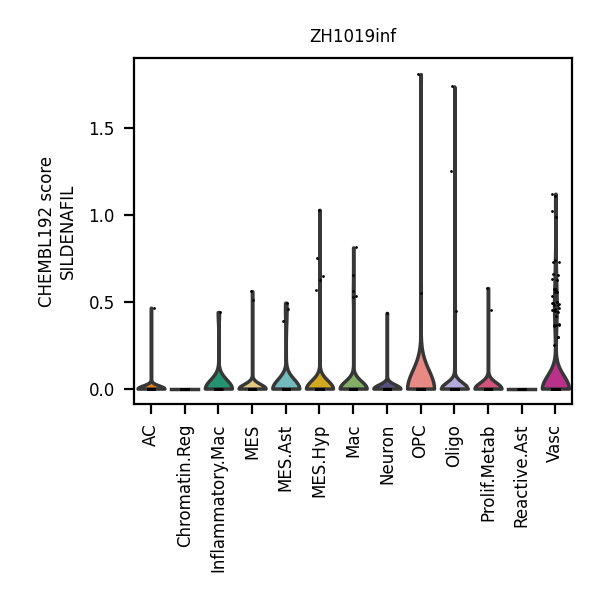 ZH1019inf
CHEMBL192 score
SILDENAFIL
1.5
1.0
0.5
0.0
AC
Chromatin.Reg
Inflammatory.Mac
MES
MES.Ast
MES.Hyp
Mac
Neuron
OPC
Oligo
Prolif.Metab
Reactive.Ast
Vasc